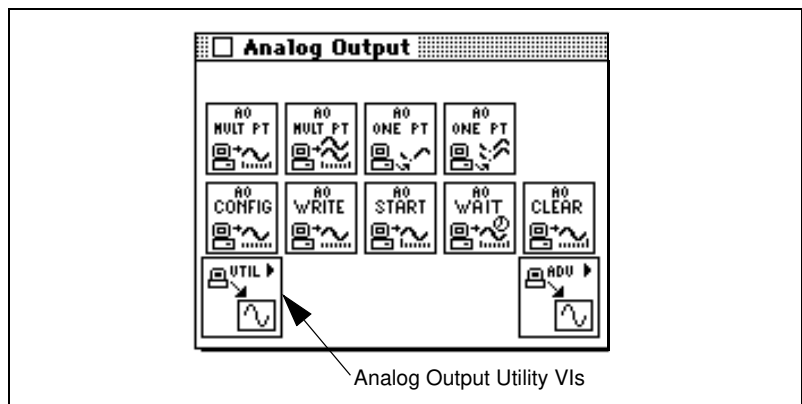 Analog Output
AO MULT PT
AO MULT PT
AO ONE PT
AO ONE PT
AO CONFIG
AO WRITE
AO START
AO WAIT
AO CLEAR
UTIL
ADV
Analog Output Utility VIs